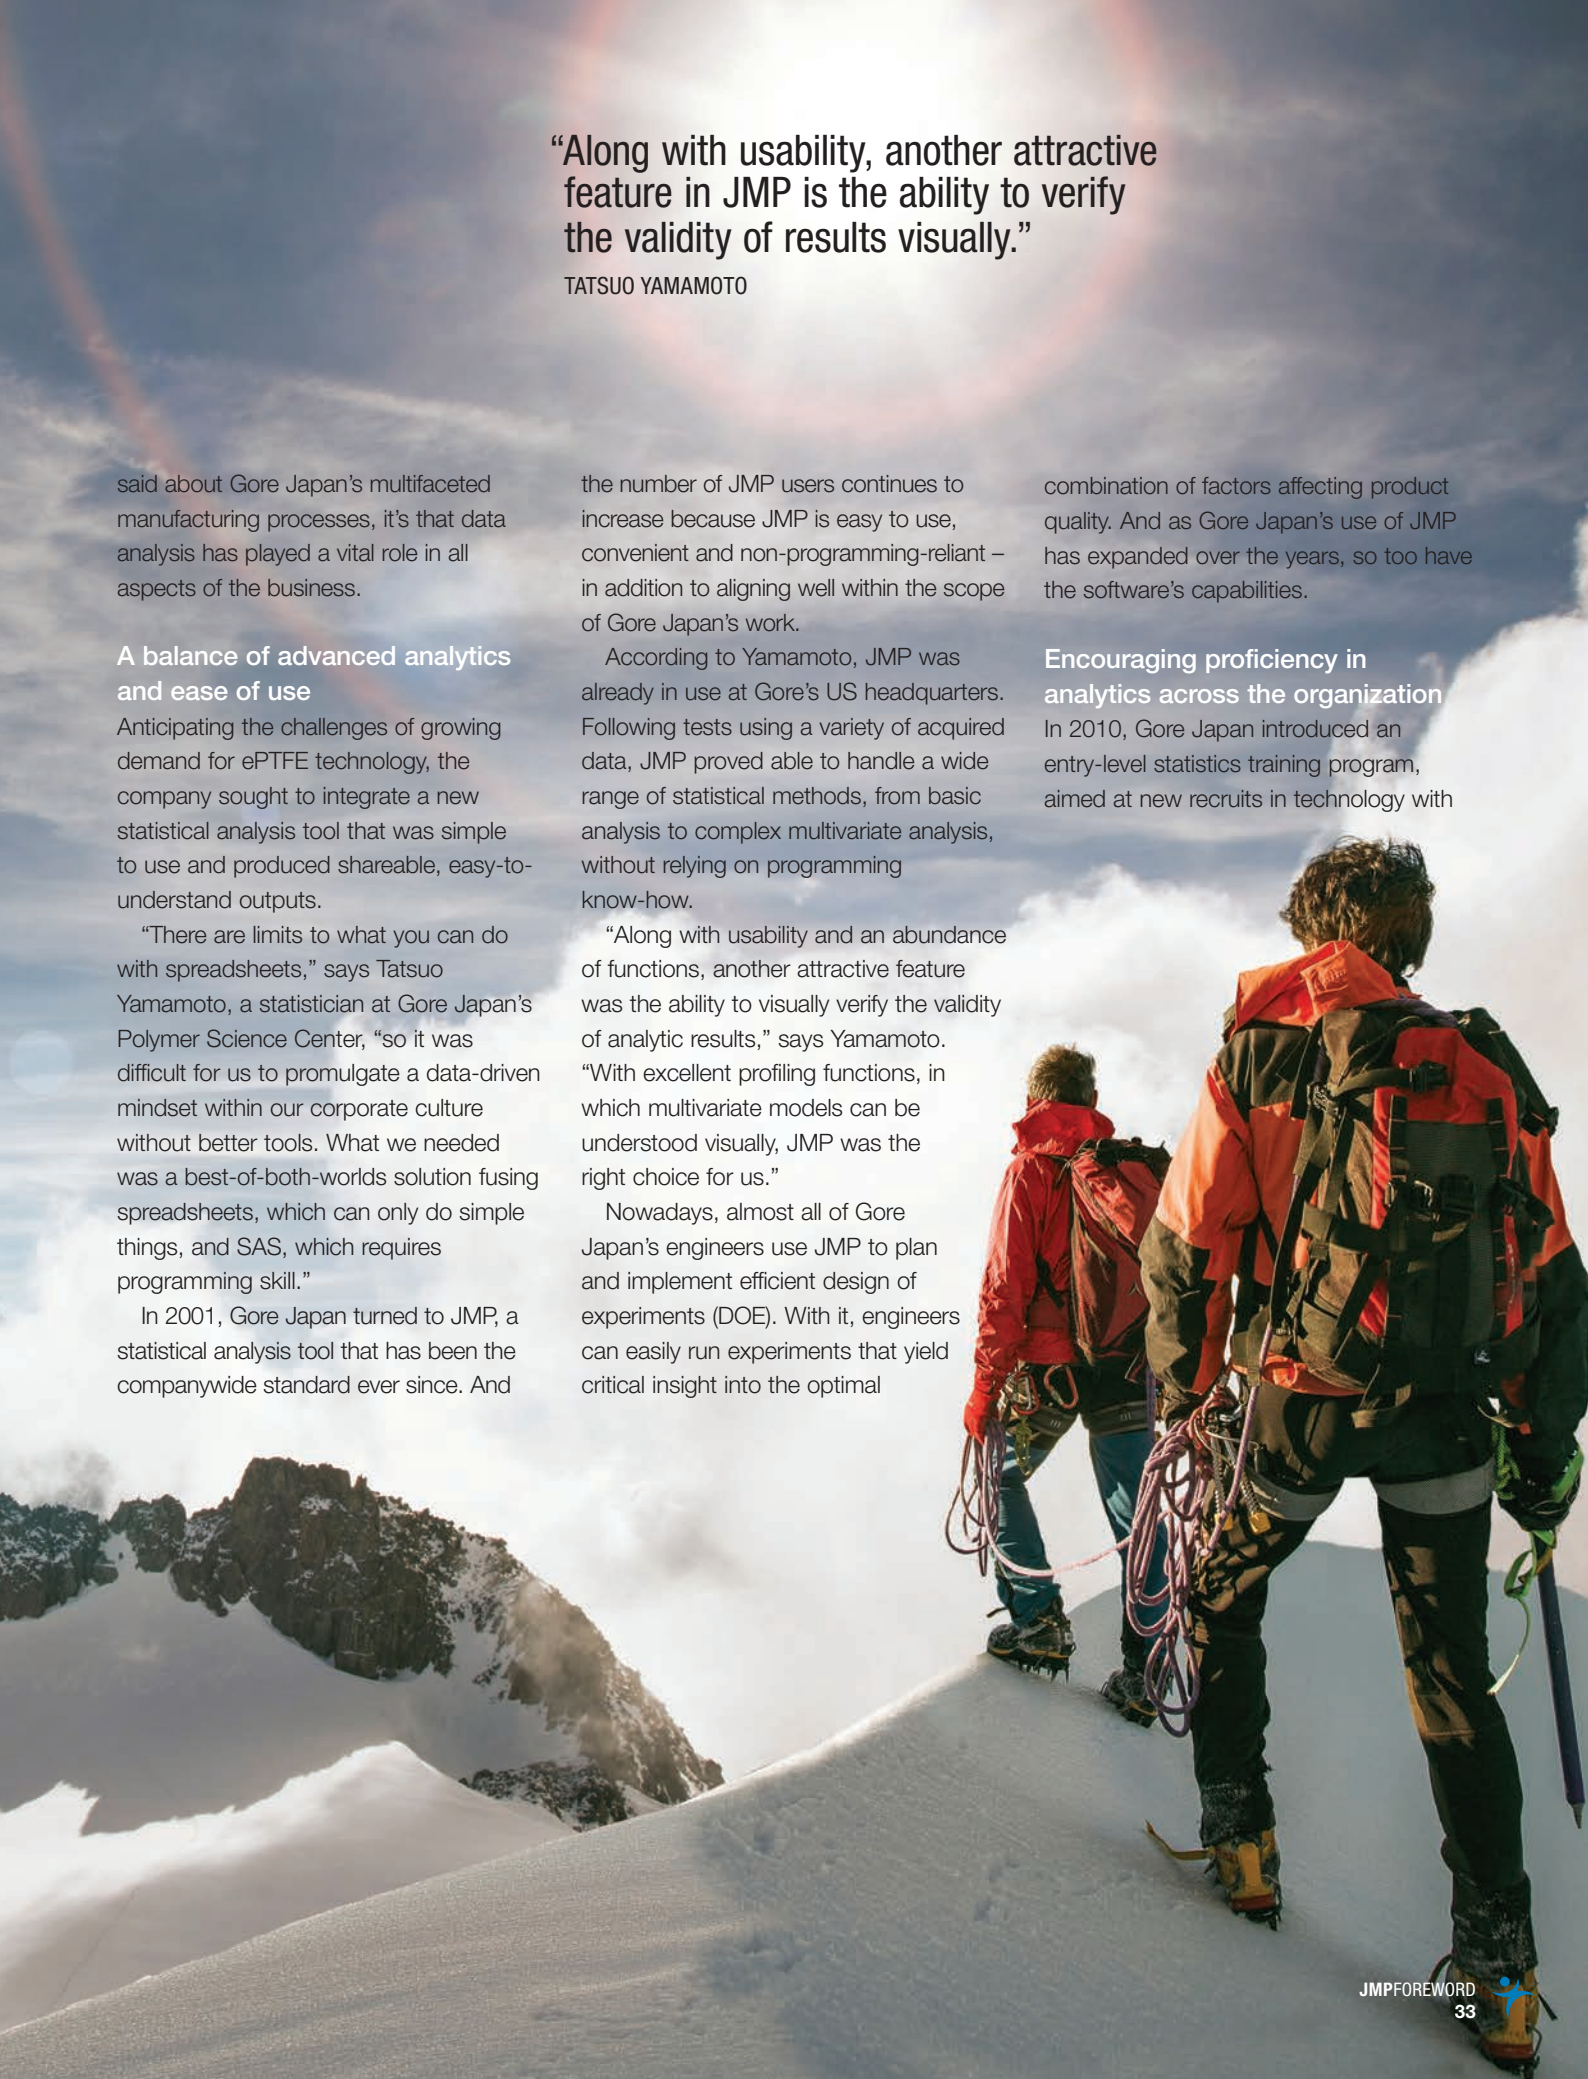 “Along with usability, another attractive
feature in JMP is the ability to verify
the validity of results visually.”
TATSUO YAMAMOTO
said about Gore Japan’s multifaceted
manufacturing processes, it’s that data
analysis has played a vital role in all
aspects of the business.
A balance of advanced analytics
and ease of use
Anticipating the challenges of growing
demand for ePTFE technology, the
company sought to integrate a new
statistical analysis tool that was simple
to use and produced shareable, easy-to-
understand outputs.
“There are limits to what you can do
with spreadsheets,” says Tatsuo
Yamamoto, a statistician at Gore Japan’s
Polymer Science Center, “so it was
difficult for us to promulgate a data-driven
mindset within our corporate culture
without better tools. What we needed
was a best-of-both-worlds solution fusing
spreadsheets, which can only do simple
things, and SAS, which requires
programming skill.”
In 2001, Gore Japan turned to JMP, a
statistical analysis tool that has been the
companywide standard ever since. And
the number of JMP users continues to
increase because JMP is easy to use,
convenient and non-programming-reliant –
in addition to aligning well within the scope
of Gore Japan’s work.
According to Yamamoto, JMP was
already in use at Gore’s US headquarters.
Following tests using a variety of acquired
data, JMP proved able to handle a wide
range of statistical methods, from basic
analysis to complex multivariate analysis,
without relying on programming
know-how.
“Along with usability and an abundance
of functions, another attractive feature
was the ability to visually verify the validity
of analytic results,” says Yamamoto.
“With excellent profiling functions, in
which multivariate models can be
understood visually, JMP was the
right choice for us.”
Nowadays, almost all of Gore
Japan’s engineers use JMP to plan
and implement efficient design of
experiments (DOE). With it, engineers
can easily run experiments that yield
critical insight into the optimal
combination of factors affecting product
quality. And as Gore Japan’s use of JMP
has expanded over the years, so too have
the software’s capabilities.
Encouraging proficiency in
analytics across the organization
In 2010, Gore Japan introduced an
entry-level statistics training program,
aimed at new recruits in technology with
JMPFOREWORD
33